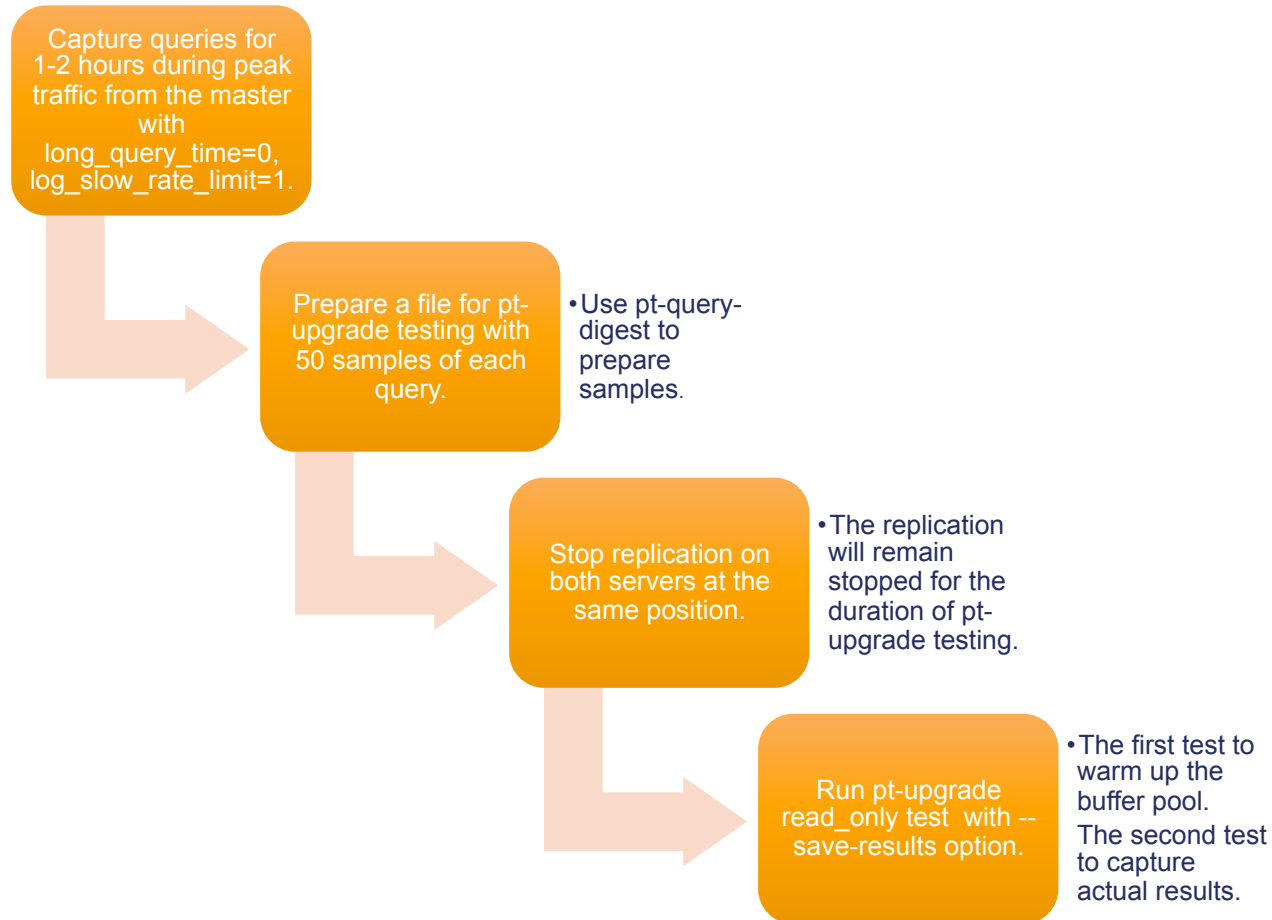 Capture queries for
1-2 hours during peak
traffic from the master
with
long_query_time=0,
log_slow_rate_limit=1.
Prepare a file for pt-
upgrade testing with
50 samples of each
query.
•Use pt-query-
digest to
prepare
samples.
Stop replication on
both servers at the
same position.
•The replication
will remain
stopped for the
duration of pt-
upgrade testing.
Run pt-upgrade
read_only test with --
save-results option.
•The first test to
warm up the
buffer pool.
The second test
to capture
actual results.